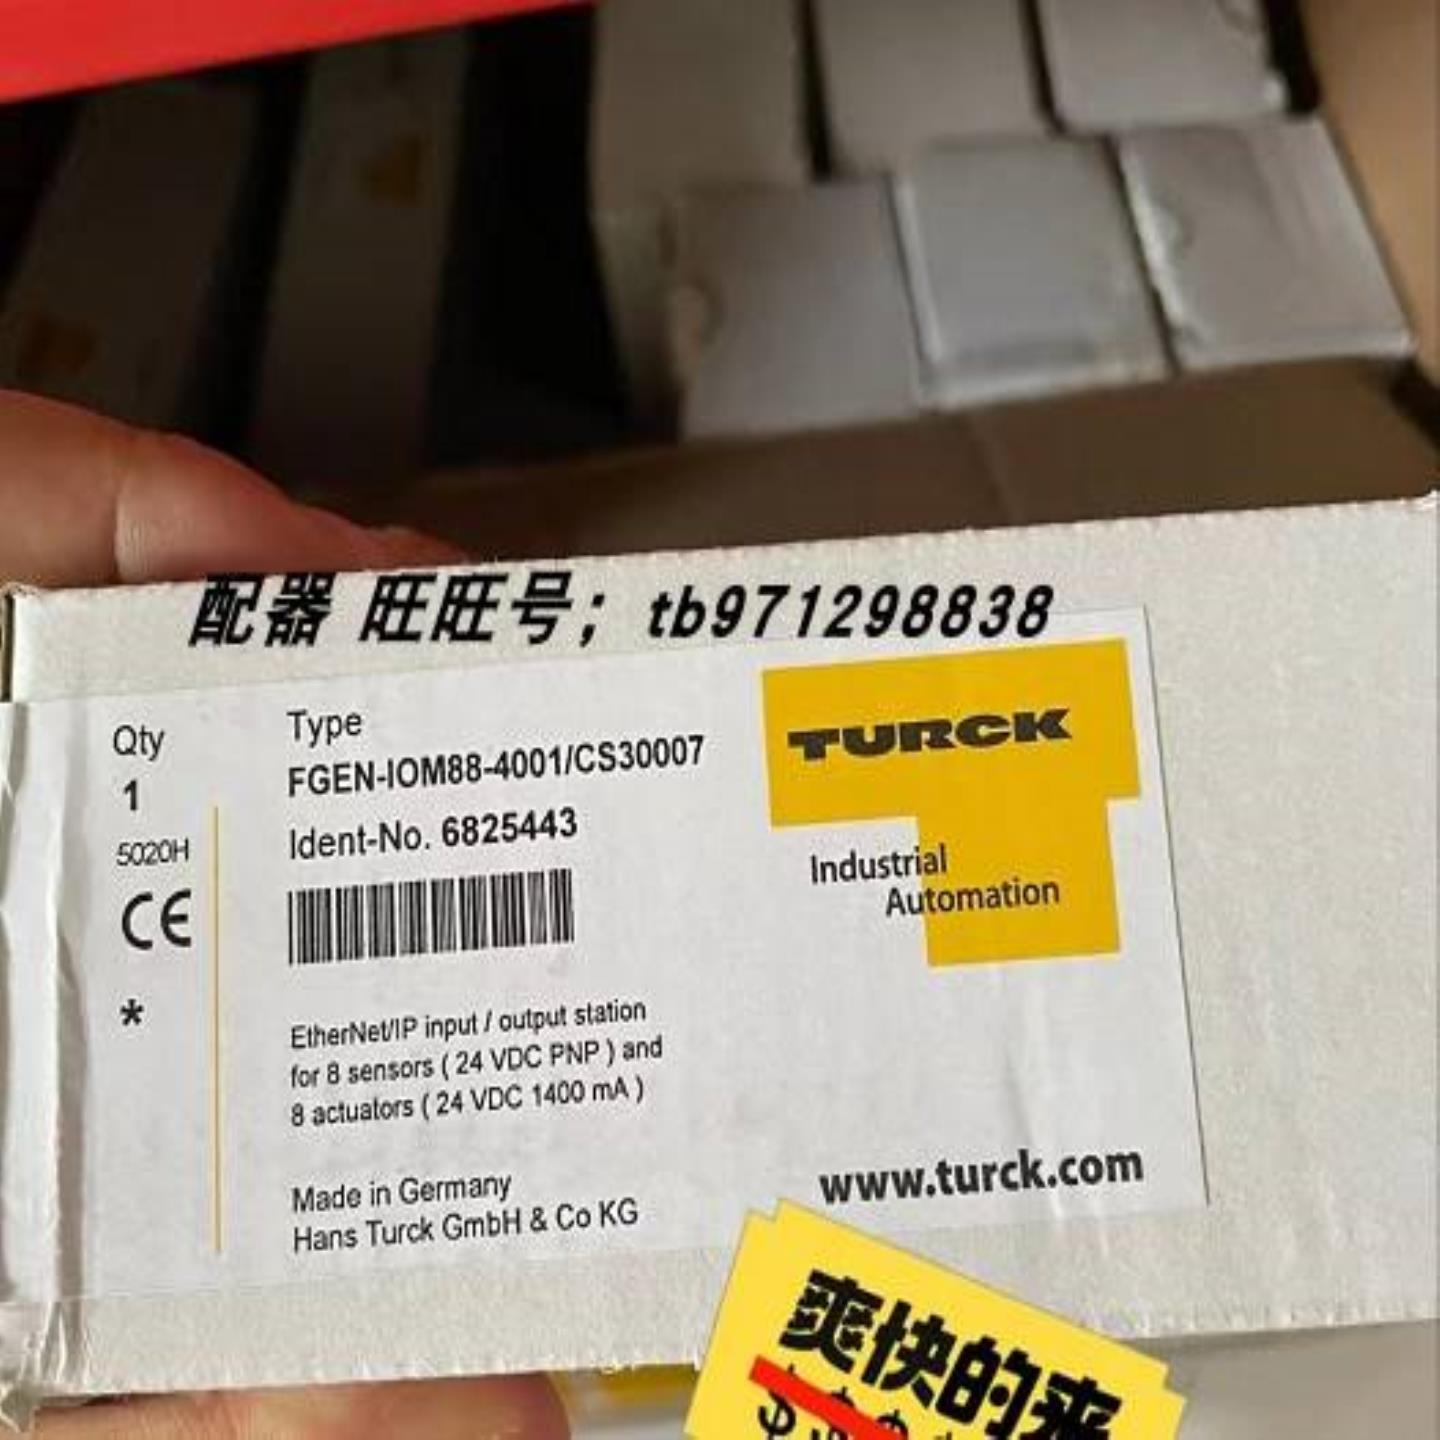 配器 旺旺号; tb971298838
Qty
1
5020H
CE
*
Type
FGEN-IOM88-4001/CS30007
Ident-No. 6825443
EtherNet/IP input / output station
for 8 sensors ( 24 VDC PNP ) and
8 actuators ( 24 VDC 1400 mA )
Made in Germany
Hans Turck GmbH & Co KG
TURCK
Industrial
Automation
www.turck.com
爽快的来